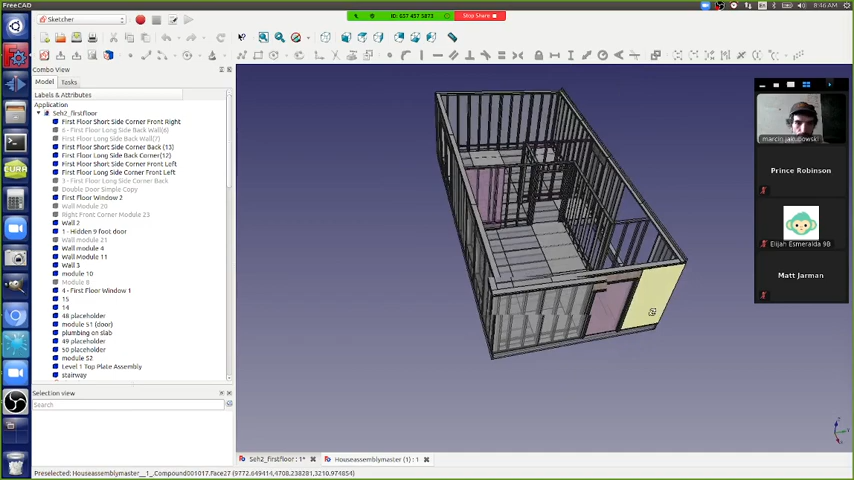 FreeCAD
Sketcher
ID: 657 457 5873
Stop Share
En
8:46 AM
Combo View
Model
Tasks
Labels & Attributes
Application
Seh2_firstfloor
First Floor Short Side Corner Front Right
6 - First Floor Long Side Back Wall(6)
First Floor Long Side Back Wall(7)
First Floor Short Side Corner Back (13)
First Floor Long Side Back Corner(12)
First Floor Short Side Corner Front Left
First Floor Long Side Corner Front Left
3 - First Floor Long Side Corner Back
Double Door Simple Copy
First Floor Window 2
Wall Module 20
Right Front Corner Module 23
Wall 2
1 - Hidden 9 foot door
Wall module 21
Wall module 4
Wall Module 11
Wall 3
module 10
Module 8
4 - First Floor Window 1
15
14
48 placeholder
module 51 (door)
plumbing on slab
49 placeholder
50 placeholder
module 52
Level 1 Top Plate Assembly
stairway
Selection view
Search
CURA
marcin jakubowski
Prince Robinson
Elijah Esmeralda 9B
Matt Jarman
Seh2_firstfloor : 1*
Houseassemblymaster (1) : 1
Preselected: Houseassemblymaster__1_.Compound001017.Face27 (9772.649414,4708.238281,3210.974854)